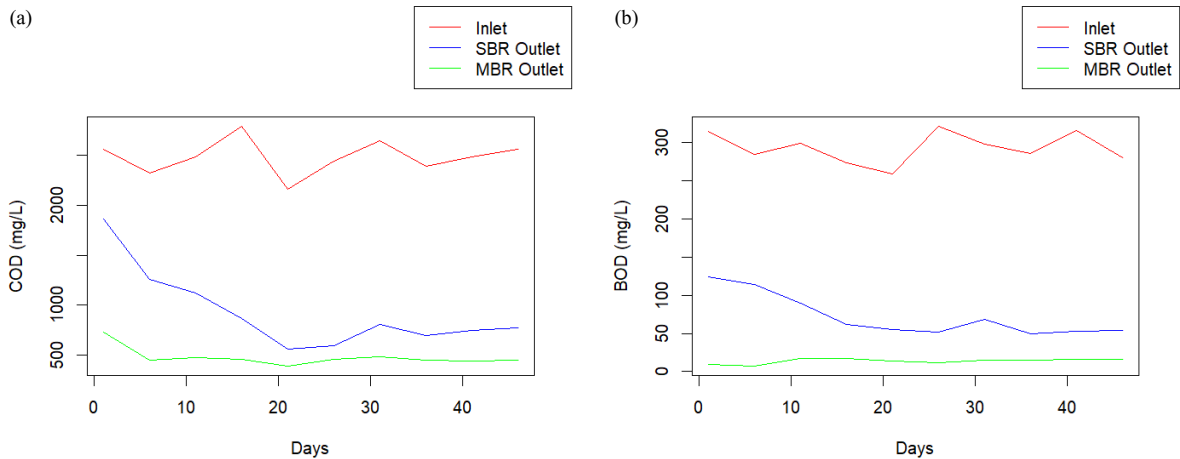 (a)
Inlet
SBR Outlet
MBR Outlet
COD (mg/L)
2000
1000
500
0 10 20 30 40
Days
(b)
Inlet
SBR Outlet
MBR Outlet
BOD (mg/L)
300
200
100
50
0
0 10 20 30 40
Days